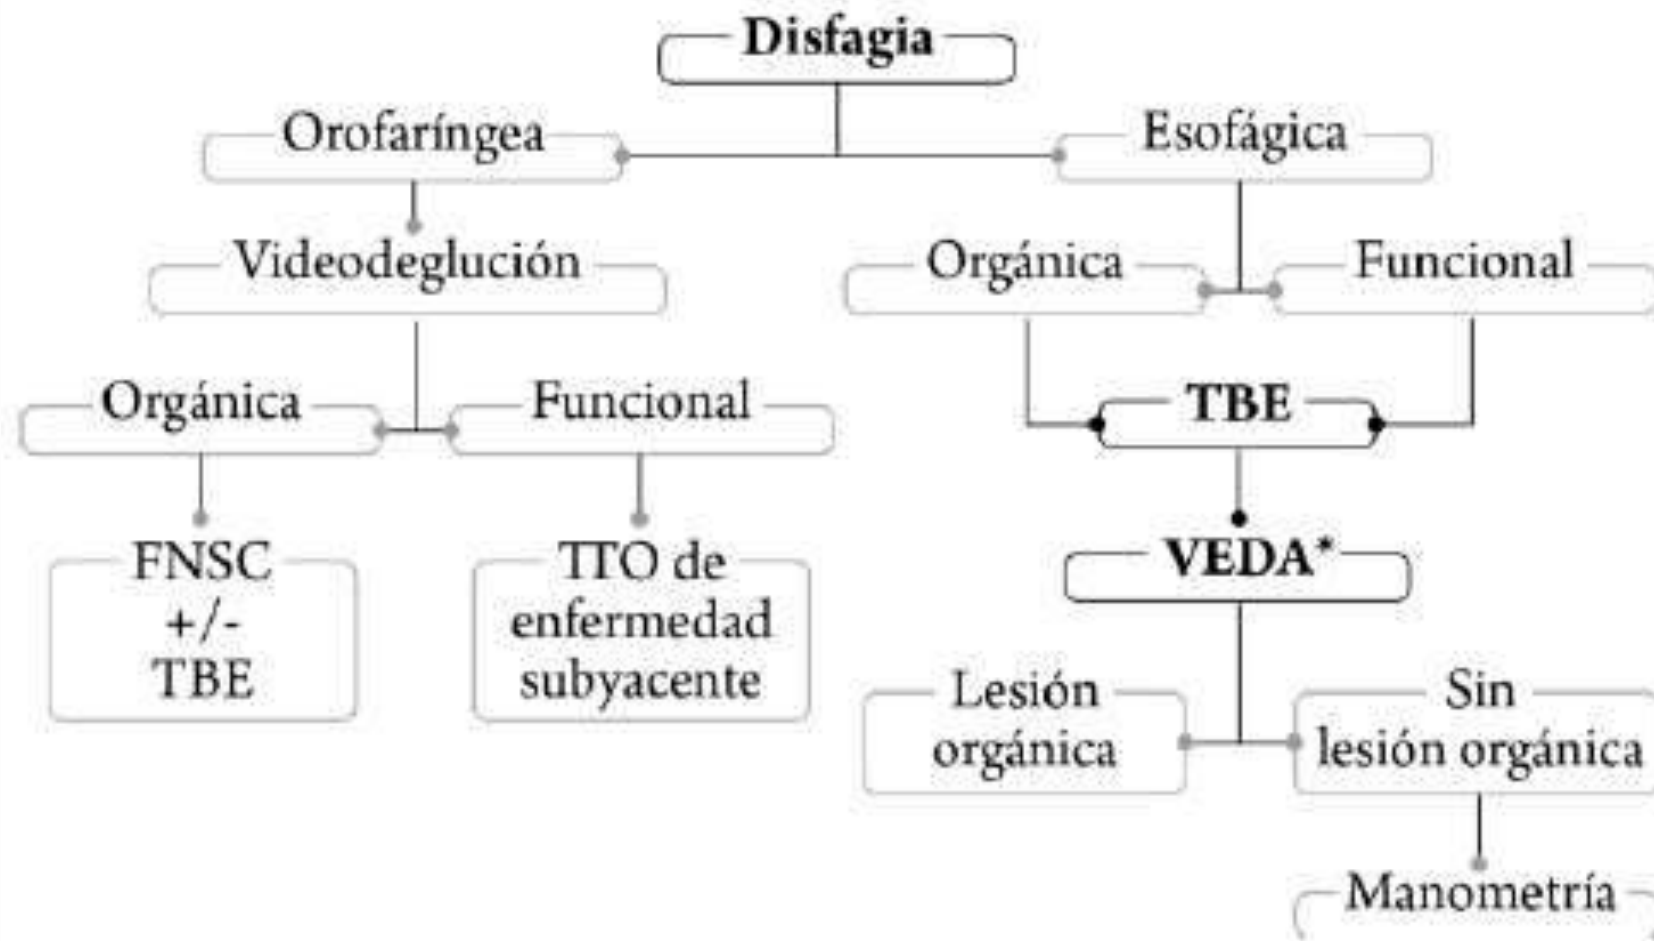 Disfagia
Orofaríngea
Esofágica
Videodeglución
Orgánica
Funcional
Orgánica
Funcional
TBE
FNSC
+/-
TBE
TTO de
enfermedad
subyacente
VEDA*
Lesión
orgánica
Sin
lesión orgánica
Manometría